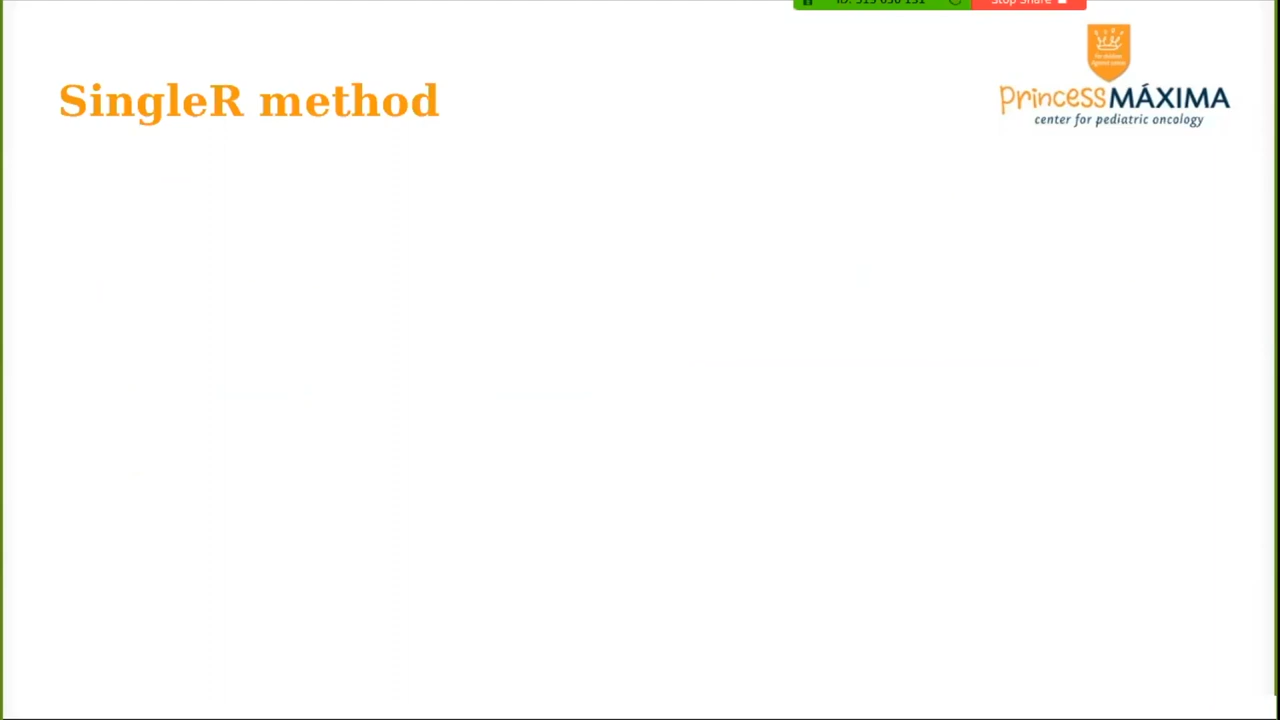 Stop Share
SingleR method
princessMÁXIMA
center for pediatric oncology